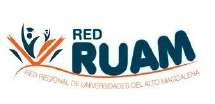 RED
RUAM
RED REGIONAL DE UNIVERSIDADES DEL ALTO MAGDALENA